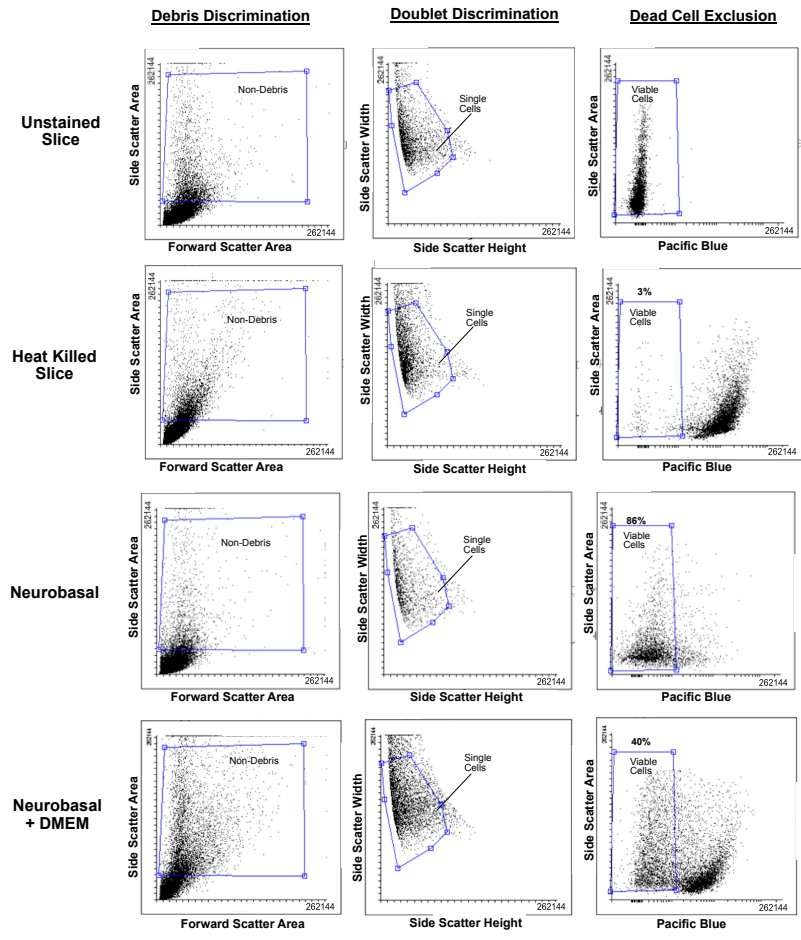 Debris Discrimination
Doublet Discrimination
Dead Cell Exclusion
Unstained
Slice
Side Scatter Area
262144
Non-Debris
262144
Forward Scatter Area
Side Scatter Width
262144
Single
Cells
262144
Side Scatter Height
Side Scatter Area
262144
Viable
Cells
262144
Pacific Blue
Heat Killed
Slice
Side Scatter Area
262144
Non-Debris
262144
Forward Scatter Area
Side Scatter Width
262144
Single
Cells
262144
Side Scatter Height
Side Scatter Area
262144
3%
Viable
Cells
262144
Pacific Blue
Neurobasal
Side Scatter Area
262144
Non-Debris
262144
Forward Scatter Area
Side Scatter Width
262144
Single
Cells
262144
Side Scatter Height
Side Scatter Area
262144
86%
Viable
Cells
262144
Pacific Blue
Neurobasal
+ DMEM
Side Scatter Area
262144
Non-Debris
262144
Forward Scatter Area
Side Scatter Width
262144
Single
Cells
262144
Side Scatter Height
Side Scatter Area
262144
40%
Viable
Cells
262144
Pacific Blue